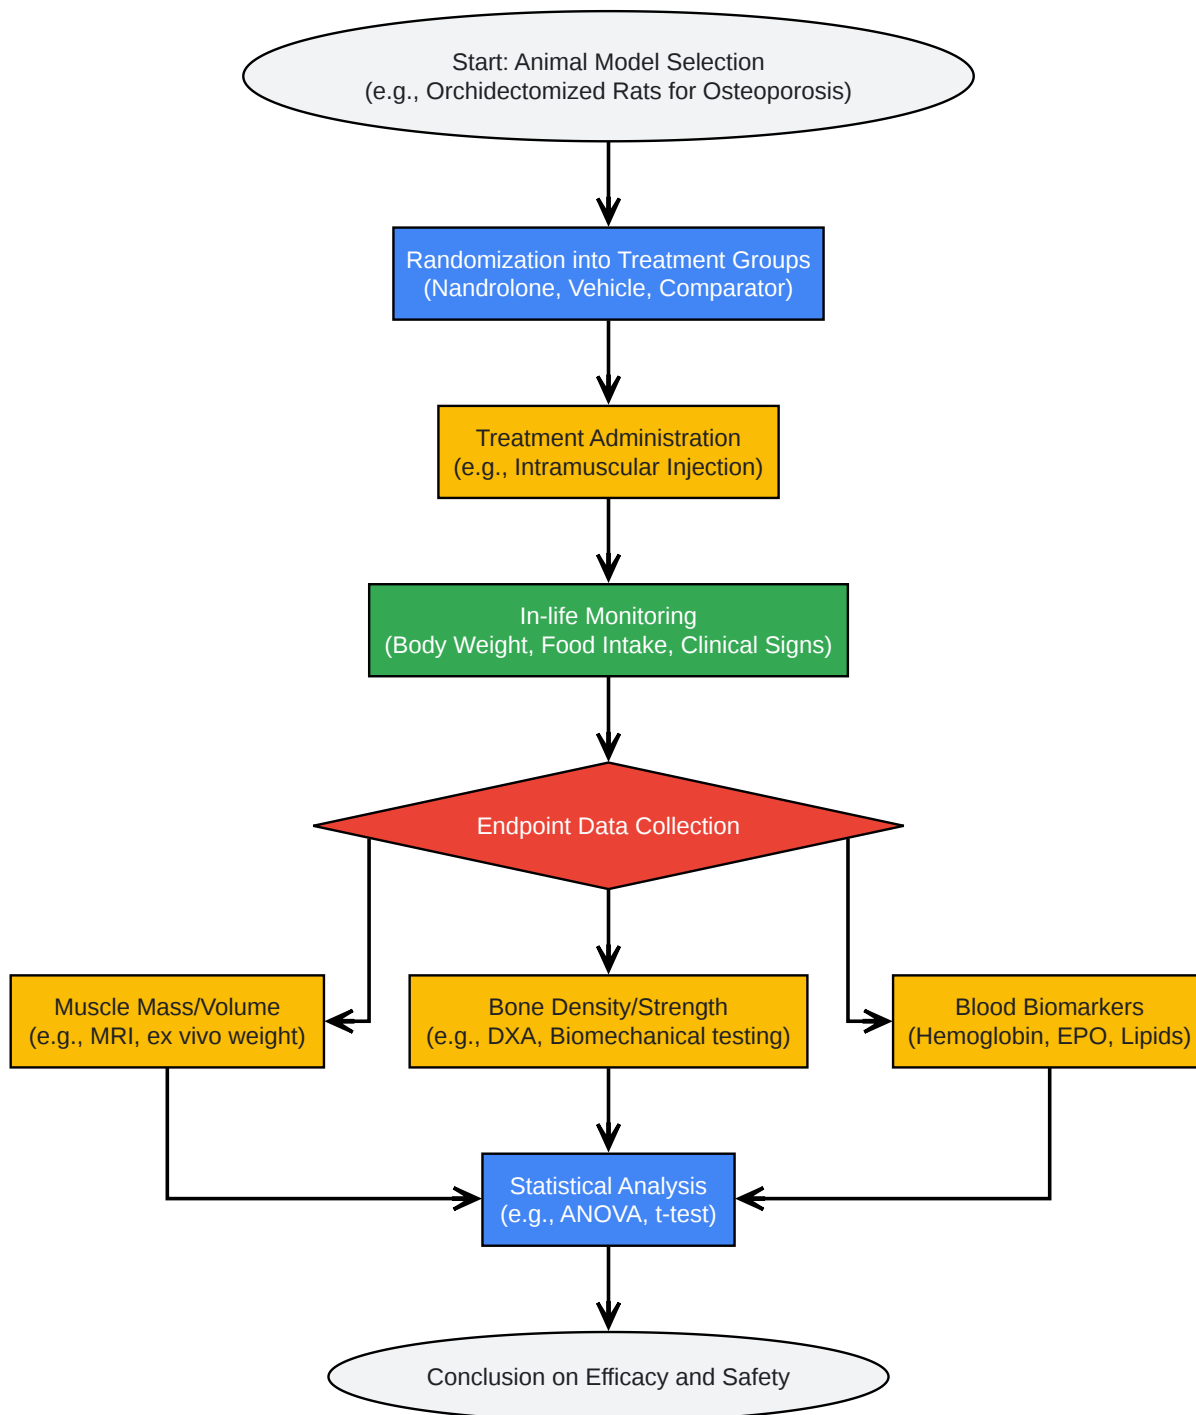 Start: Animal Model Selection
(e.g., Orchidectomized Rats for Osteoporosis)
Randomization into Treatment Groups
(Nandrolone, Vehicle, Comparator)
Treatment Administration
(e.g., Intramuscular Injection)
In-life Monitoring
(Body Weight, Food Intake, Clinical Signs)
Endpoint Data Collection
Muscle Mass/Volume
(e.g., MRI, ex vivo weight)
Bone Density/Strength
(e.g., DXA, Biomechanical testing)
Blood Biomarkers
(Hemoglobin, EPO, Lipids)
Statistical Analysis
(e.g., ANOVA, t-test)
Conclusion on Efficacy and Safety